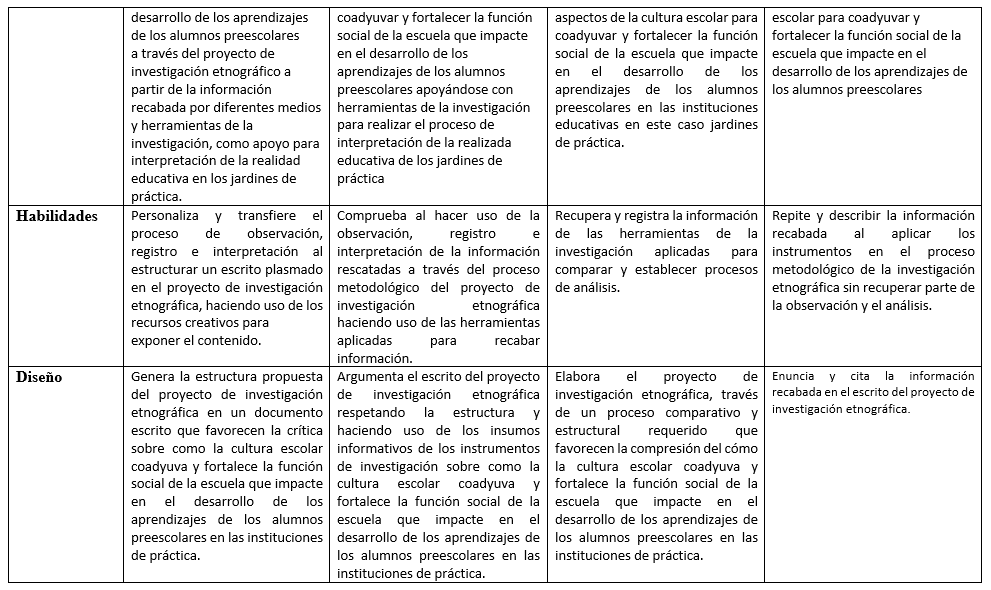 desarrollo de los aprendizajes
de los alumnos preescolares
a través del proyecto de
investigación etnográfico a
partir de la información
recabada por diferentes medios
y herramientas de la
investigación, como apoyo para
interpretación de la realidad
educativa en los jardines de
práctica.
coadyuvar y fortalecer la función
social de la escuela que impacte
en el desarrollo de los
aprendizajes de los alumnos
preescolares apoyándose con
herramientas de la investigación
para realizar el proceso de
interpretación de la realizada
educativa de los jardines de
práctica
aspectos de la cultura escolar para
coadyuvar y fortalecer la función
social de la escuela que impacte
en el desarrollo de los
aprendizajes de los alumnos
preescolares en las instituciones
educativas en este caso jardines
de práctica.
escolar para coadyuvar y
fortalecer la función social de la
escuela que impacte en el
desarrollo de los aprendizajes de
los alumnos preescolares
Habilidades
Personaliza y transfiere el
proceso de observación,
registro e interpretación al
estructurar un escrito plasmado
en el proyecto de investigación
etnográfica, haciendo uso de los
recursos creativos para
exponer el contenido.
Comprueba al hacer uso de la
observación, registro e
interpretación de la información
rescatadas a través del proceso
metodológico del proyecto de
investigación etnográfica
haciendo uso de las herramientas
aplicadas para recabar
información.
Recupera y registra la información
de las herramientas de la
investigación aplicadas para
comparar y establecer procesos
de análisis.
Repite y describir la información
recabada al aplicar los
instrumentos en el proceso
metodológico de la investigación
etnográfica sin recuperar parte de
la observación y el análisis.
Diseño
Genera la estructura propuesta
del proyecto de investigación
etnográfica en un documento
escrito que favorecen la crítica
sobre como la cultura escolar
coadyuva y fortalece la función
social de la escuela que impacte
en el desarrollo de los
aprendizajes de los alumnos
preescolares en las instituciones
de práctica.
Argumenta el escrito del proyecto
de investigación etnográfica
respetando la estructura y
haciendo uso de los insumos
informativos de los instrumentos
de investigación sobre como la
cultura escolar coadyuva y
fortalece la función social de la
escuela que impacte en el
desarrollo de los aprendizajes de
los alumnos preescolares en las
instituciones de práctica.
Elabora el proyecto de
investigación etnográfica, través
de un proceso comparativo y
estructural requerido que
favorecen la compresión del cómo
la cultura escolar coadyuva y
fortalece la función social de la
escuela que impacte en el
desarrollo de los aprendizajes de
los alumnos preescolares en las
instituciones de práctica.
Enuncia y cita la información
recabada en el escrito del proyecto de
investigación etnográfica.